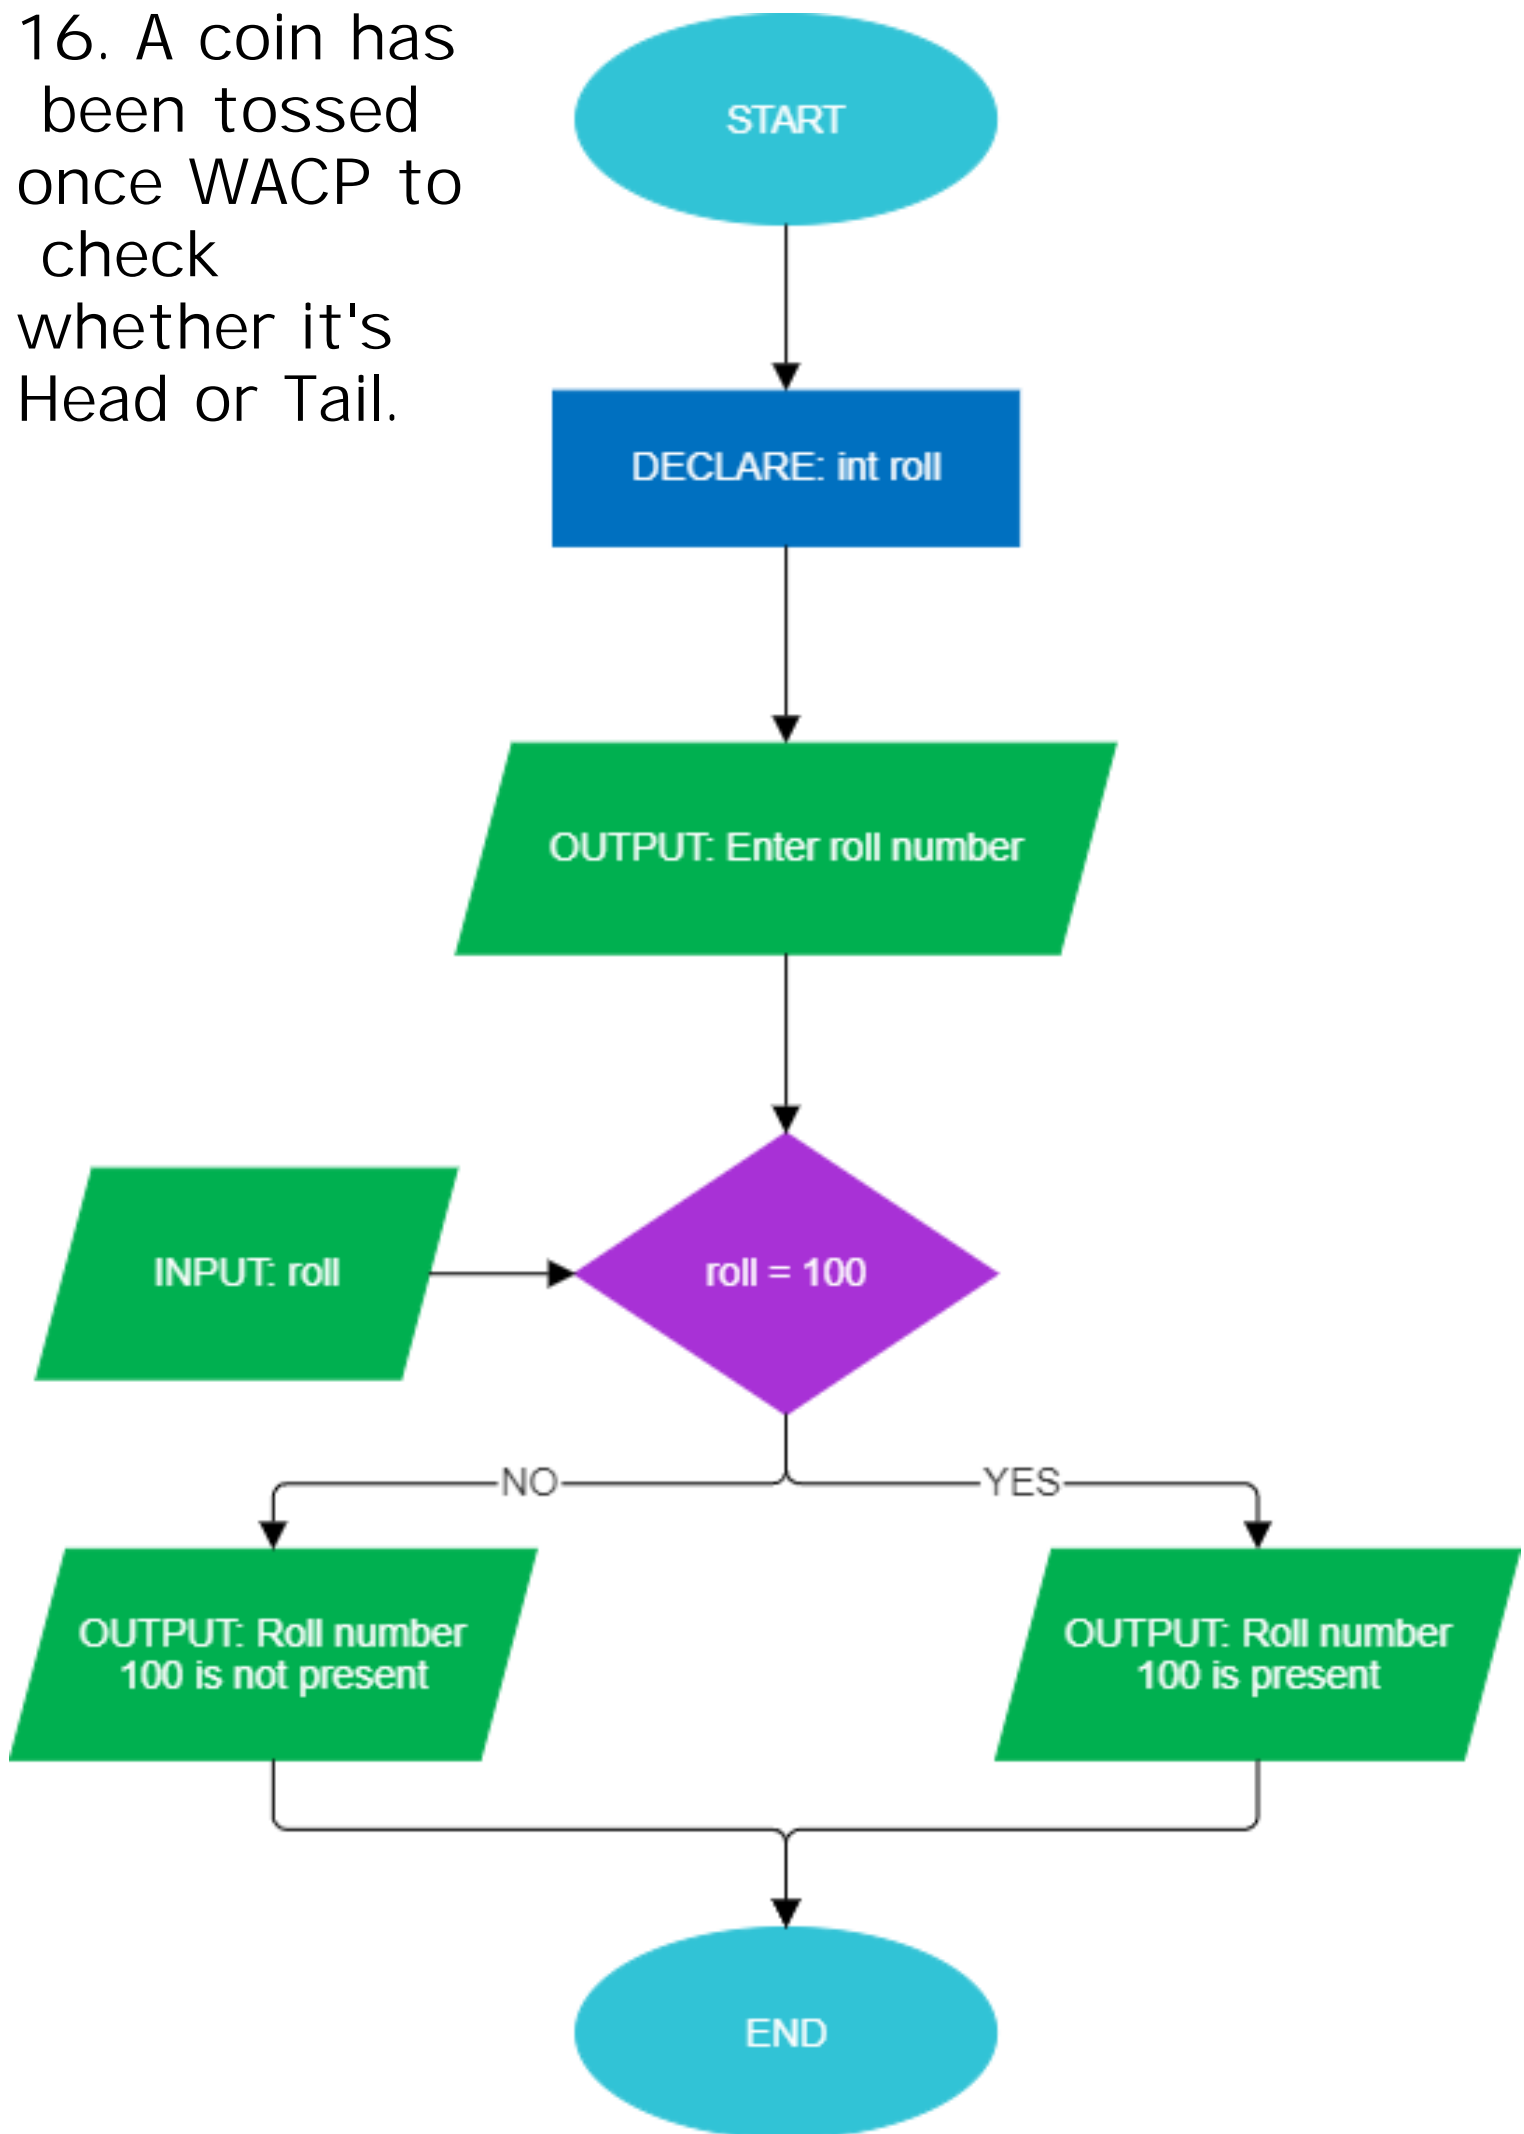 16. A coin has
been tossed
once WACP to
check
whether it's
Head or Tail.
START
DECLARE: int roll
OUTPUT: Enter roll number
INPUT: roll
roll = 100
NO
YES
OUTPUT: Roll number
100 is not present
OUTPUT: Roll number
100 is present
END